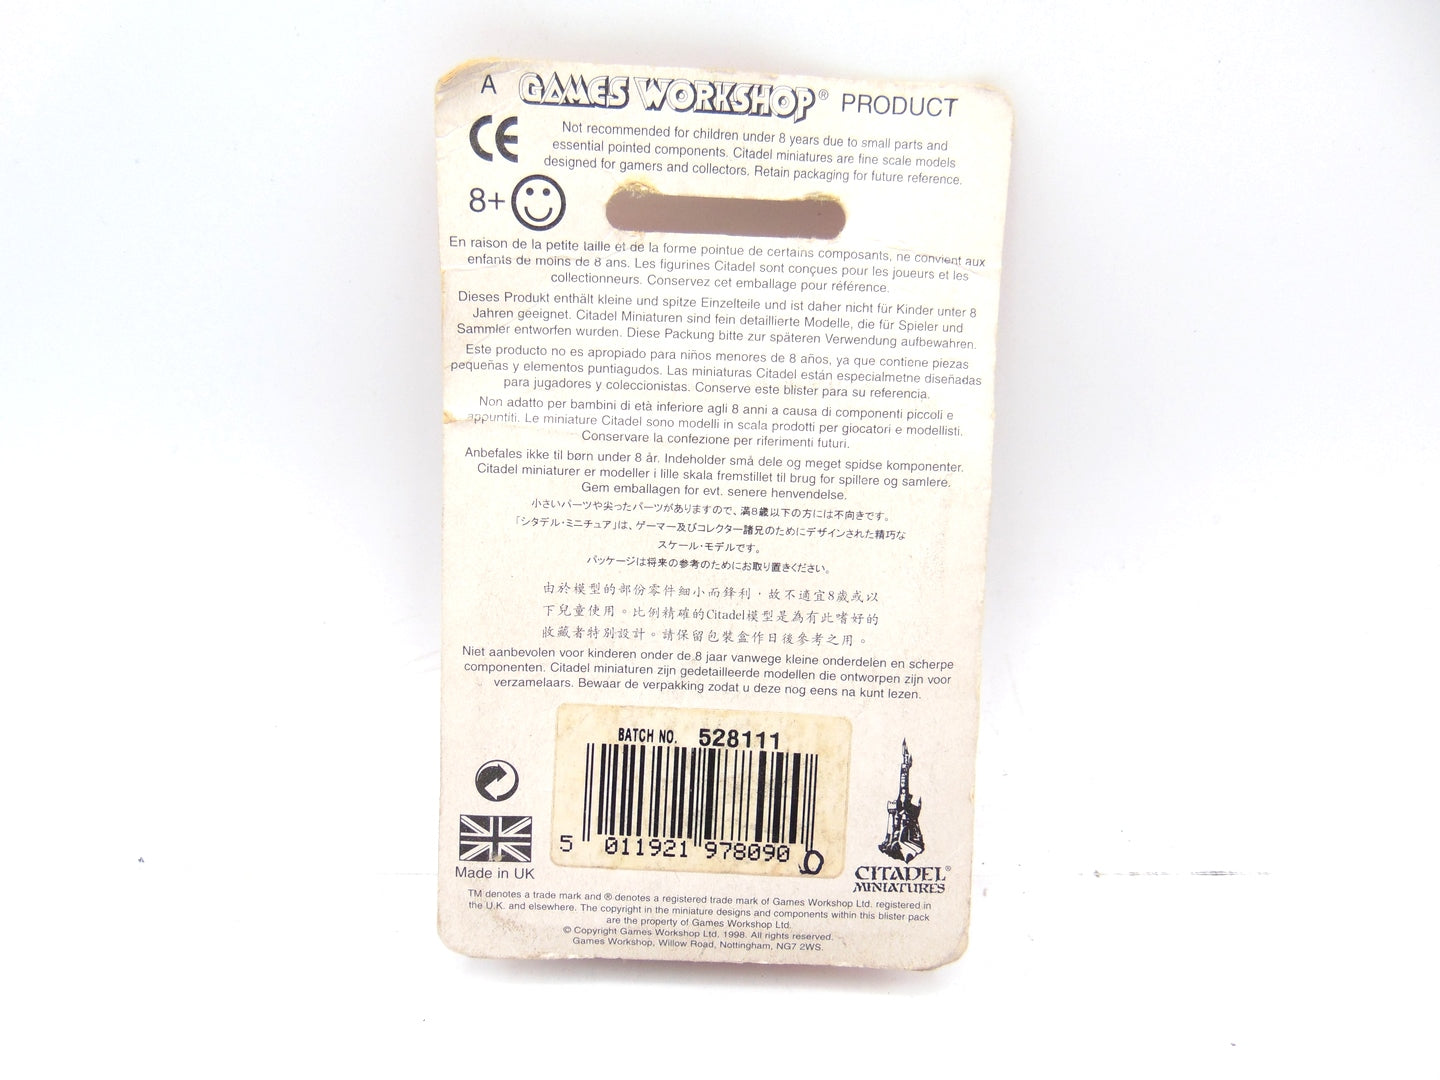 A GAMES WORKSHOP® PRODUCT
CE
Not recommended for children under 8 years due to small parts and
essential pointed components. Citadel miniatures are fine scale models
designed for gamers and collectors. Retain packaging for future reference.
8+
En raison de la petite taille et de la forme pointue de certains composants, ne convient aux
enfants de moins de 8 ans. Les figurines Citadel sont conçues pour les joueurs et les
collectionneurs. Conservez cet emballage pour référence.
Dieses Produkt enthält kleine und spitze Einzelteile und ist daher nicht für Kinder unter 8
Jahren geeignet. Citadel Miniaturen sind fein detaillierte Modelle, die für Spieler und
Sammler entworfen wurden. Diese Packung bitte zur späteren Verwendung aufbewahren.
Este producto no es apropiado para niños menores de 8 años, ya que contiene piezas
pequeñas y elementos puntiagudos. Las miniaturas Citadel están especialmetne diseñadas
para jugadores y coleccionistas. Conserve este blister para su referencia.
Non adatto per bambini di età inferiore agli 8 anni a causa di componenti piccoli e
appuntiti. Le miniature Citadel sono modelli in scala prodotti per giocatori e modellisti.
Conservare la confezione per riferimenti futuri.
Anbefales ikke til børn under 8 år. Indeholder små dele og meget spidse komponenter.
Citadel miniaturer er modeller i lille skala fremstillet til brug for spillere og samlere.
Gem emballagen for evt. senere henvendelse.
小さいパーツや尖ったパーツがありますので、満8歳以下の方には不向きです。
「シタデル・ミニチュア」は、ゲーマー及びコレクター諸兄のためにデザインされた精巧な
スケール・モデルです。
パッケージは将来の参考のためにお取り置きください。
由於模型的部份零件細小而鋒利，故不適宜8歲或以
下兒童使用。比例精確的Citadel模型是為有此嗜好的
收藏者特別設計。請保留包裝盒作日後參考之用。
Niet aanbevolen voor kinderen onder de 8 jaar vanwege kleine onderdelen en scherpe
componenten. Citadel miniaturen zijn gedetailleerde modellen die ontworpen zijn voor
verzamelaars. Bewaar de verpakking zodat u deze nog eens na kunt lezen.
BATCH NO. 528111
5 011921 978090
CITADEL®
MINIATURES
Made in UK
TM denotes a trade mark and ® denotes a registered trade mark of Games Workshop Ltd. registered in
the U.K. and elsewhere. The copyright in the miniature designs and components within this blister pack
are the property of Games Workshop Ltd.
© Copyright Games Workshop Ltd. 1998. All rights reserved.
Games Workshop, Willow Road, Nottingham, NG7 2WS.